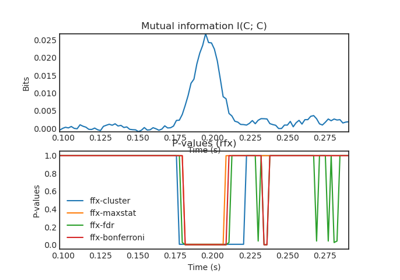 Mutual information I(C; C)
0.025
0.020
0.015
0.010
0.005
0.000
Bits
0.100 0.125 0.150 0.175 0.200 0.225 0.250 0.275
Time (s)
P-values (rfx)
1.0
0.8
0.6
0.4
0.2
0.0
P-values
ffx-cluster
ffx-maxstat
ffx-fdr
ffx-bonferroni
0.100 0.125 0.150 0.175 0.200 0.225 0.250 0.275
Time (s)